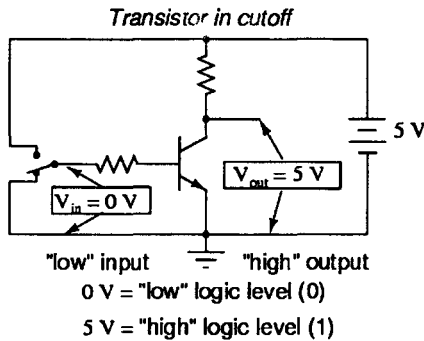 Transistor in cutoff
5 V
V_out = 5 V
V_in = 0 V
"low" input "high" output
0 V = "low" logic level (0)
5 V = "high" logic level (1)